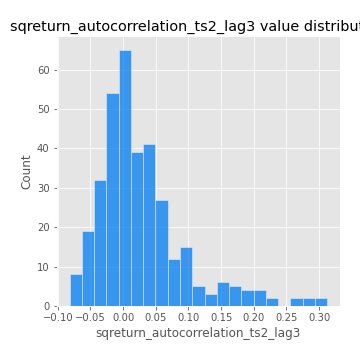 sqreturn_autocorrelation_ts2_lag3 value distribut
60
50
40
30
20
10
0
Count
−0.10 −0.05 0.00 0.05 0.10 0.15 0.20 0.25 0.30
sqreturn_autocorrelation_ts2_lag3